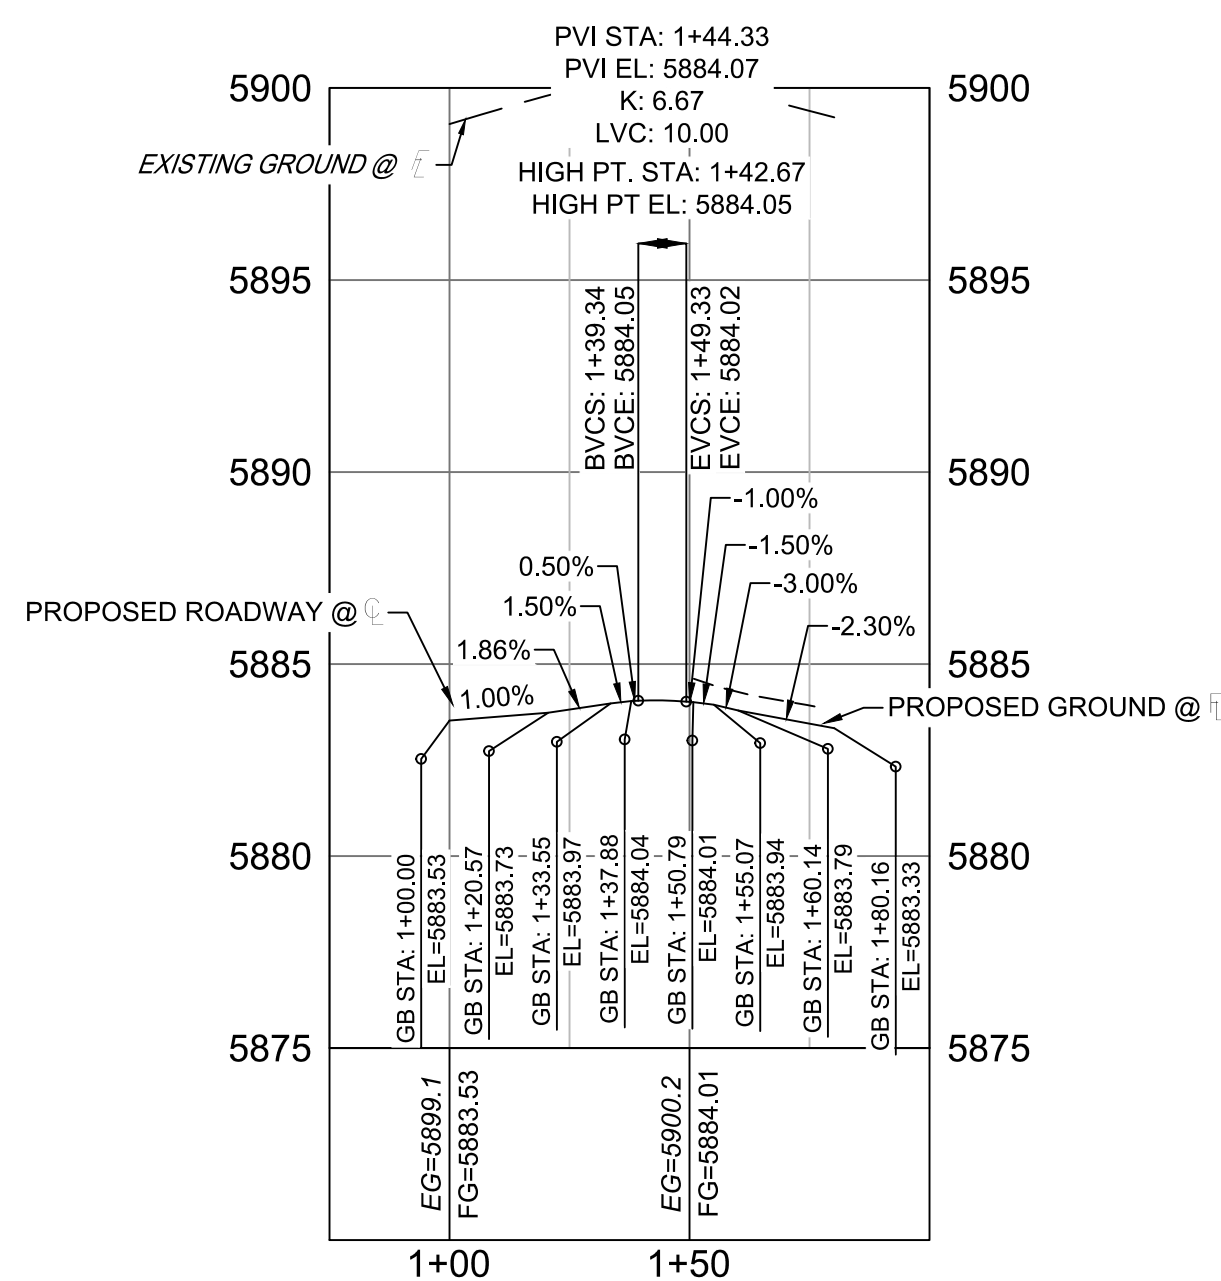 PVI STA: 1+44.33
PVI EL: 5884.07
K: 6.67
LVC: 10.00
HIGH PT. STA: 1+42.67
HIGH PT EL: 5884.05
5900
5900
EXISTING GROUND @ FL
5895
5895
BVCS: 1+39.34
BVCE: 5884.05
EVCS: 1+49.33
EVCE: 5884.02
5890
5890
-1.00%
-1.50%
0.50%
-3.00%
1.50%
PROPOSED ROADWAY @ CL
-2.30%
1.86%
5885
5885
1.00%
PROPOSED GROUND @ FL
5880
5880
GB STA: 1+00.00
EL=5883.53
GB STA: 1+20.57
EL=5883.73
GB STA: 1+33.55
EL=5883.97
GB STA: 1+37.88
EL=5884.04
GB STA: 1+50.79
EL=5884.01
GB STA: 1+55.07
EL=5883.94
GB STA: 1+60.14
EL=5883.79
GB STA: 1+80.16
EL=5883.33
5875
5875
EG=5899.1
FG=5883.53
EG=5900.2
FG=5884.01
1+00
1+50